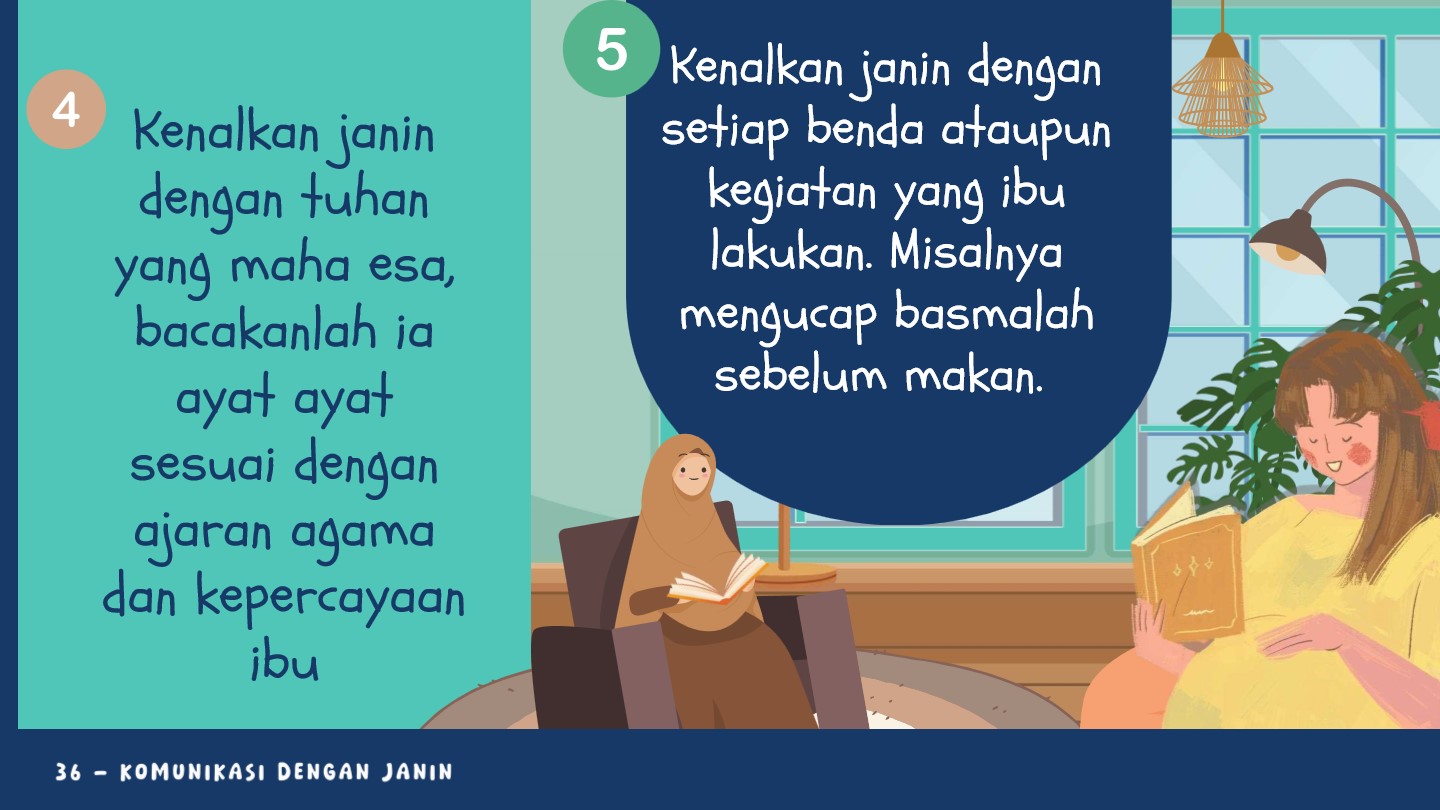 4
Kenalkan janin
dengan tuhan
yang maha esa,
bacakanlah ia
ayat ayat
sesuai dengan
ajaran agama
dan kepercayaan
ibu
5
Kenalkan janin dengan
setiap benda ataupun
kegiatan yang ibu
lakukan. Misalnya
mengucap basmalah
sebelum makan.
36 - KOMUNIKASI DENGAN JANIN